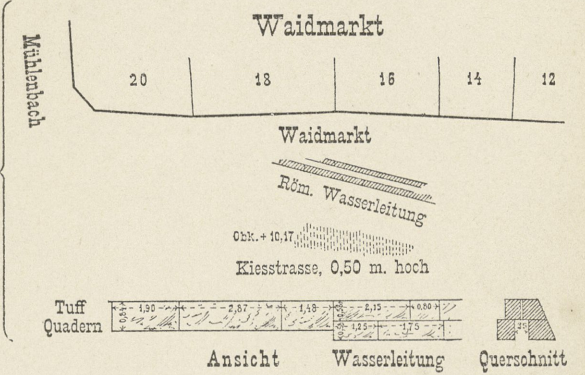 Waidmarkt
Mühlenbach
20 18 16 14 12
Waidmarkt
Röm. Wasserleitung
Obk. + 10,17
Kiesstrasse, 0,50 m. hoch
Tuff
Quadern
1,90 2,87 1,48 2,15 0,80
1,25 1,75
Ansicht Wasserleitung Querschnitt